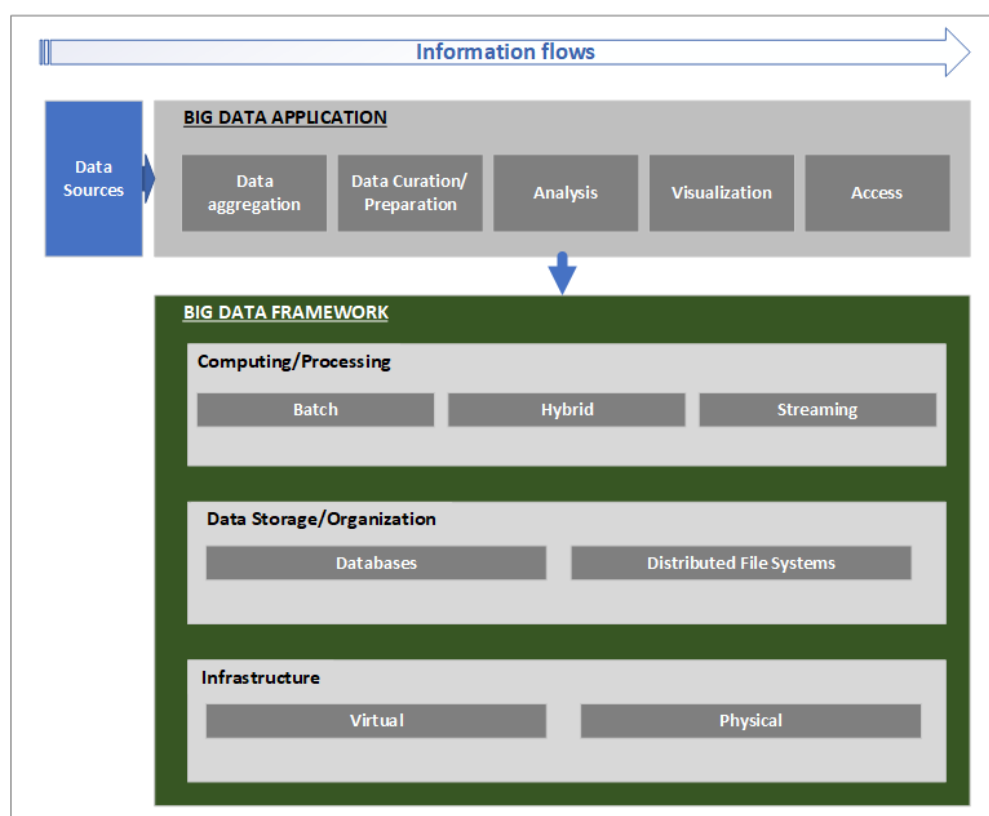 Information flows
Data
Sources
BIG DATA APPLICATION
Data
aggregation
Data Curation/
Preparation
Analysis
Visualization
Access
BIG DATA FRAMEWORK
Computing/Processing
Batch
Hybrid
Streaming
Data Storage/Organization
Databases
Distributed File Systems
Infrastructure
Virtual
Physical